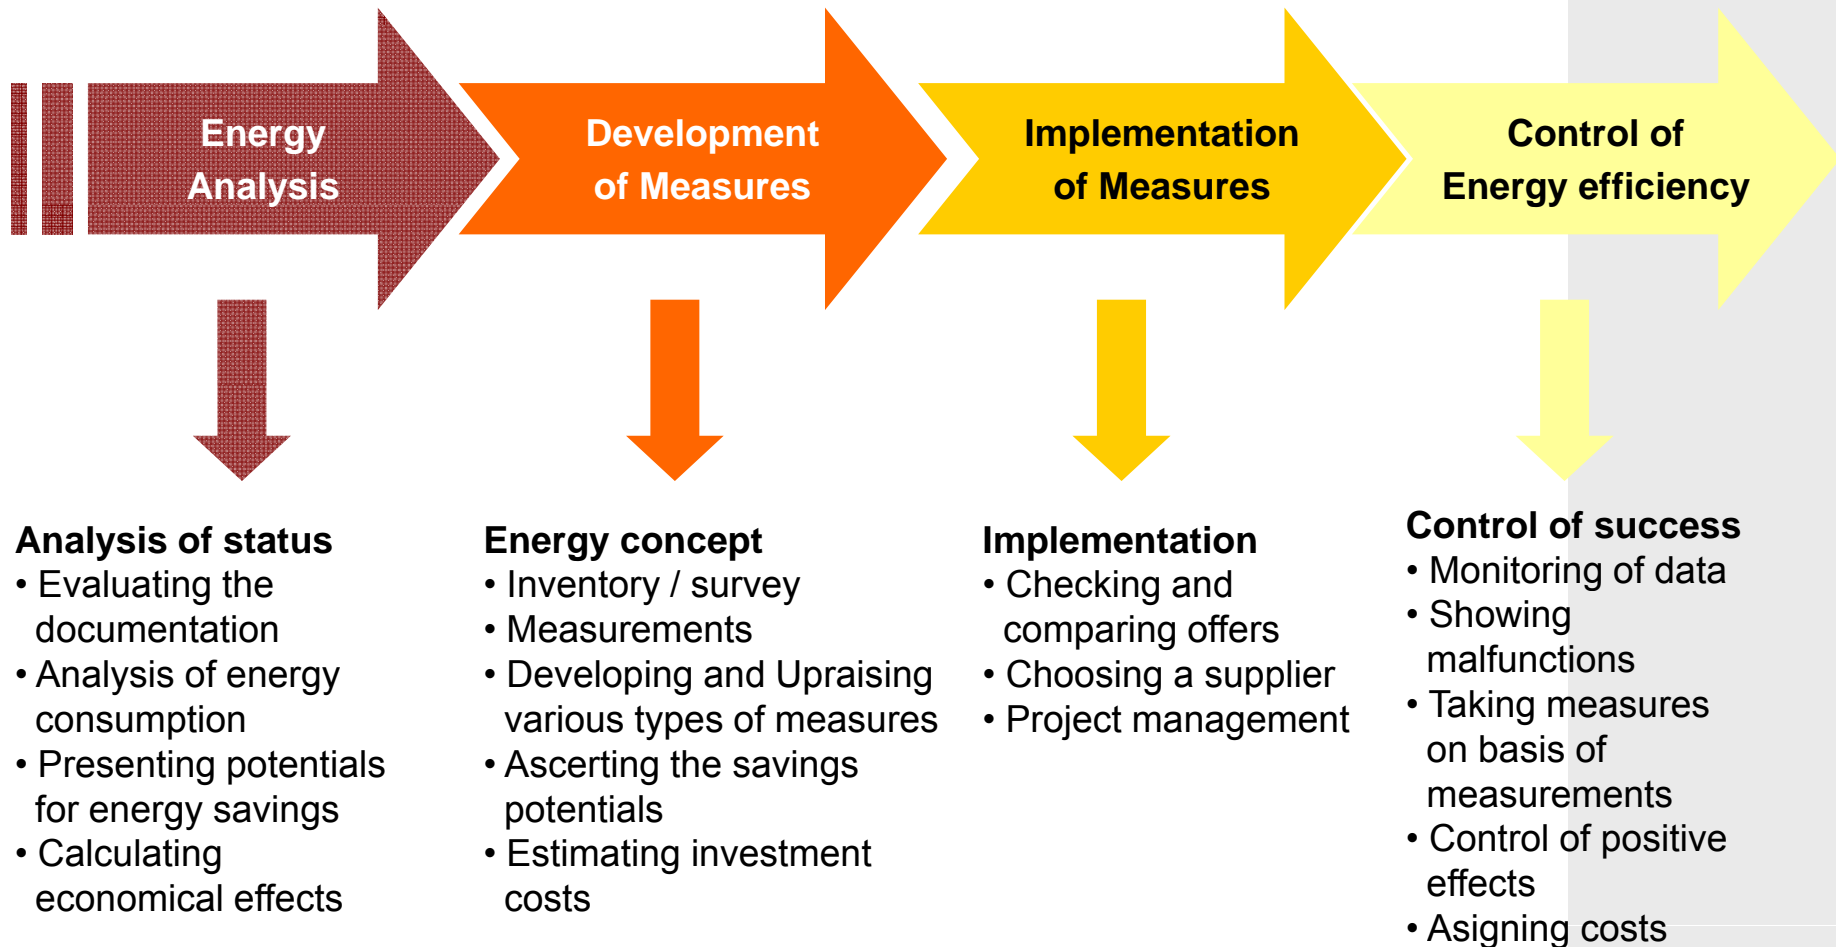 Energy
Analysis
Development
of Measures
Implementation
of Measures
Control of
Energy efficiency
Analysis of status
• Evaluating the
documentation
• Analysis of energy
consumption
• Presenting potentials
for energy savings
• Calculating
economical effects
Energy concept
• Inventory / survey
• Measurements
• Developing and Upraising
various types of measures
• Ascerting the savings
potentials
• Estimating investment
costs
Implementation
• Checking and
comparing offers
• Choosing a supplier
• Project management
Control of success
• Monitoring of data
• Showing
malfunctions
• Taking measures
on basis of
measurements
• Control of positive
effects
• Asigning costs